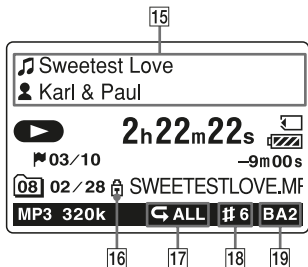 15
Sweetest Love
Karl & Paul
2h22m22s
03/10
-9m00s
08 02/28 SWEETESTLOVE.MF
MP3 320k ALL ♯6 BA2
16 17 18 19